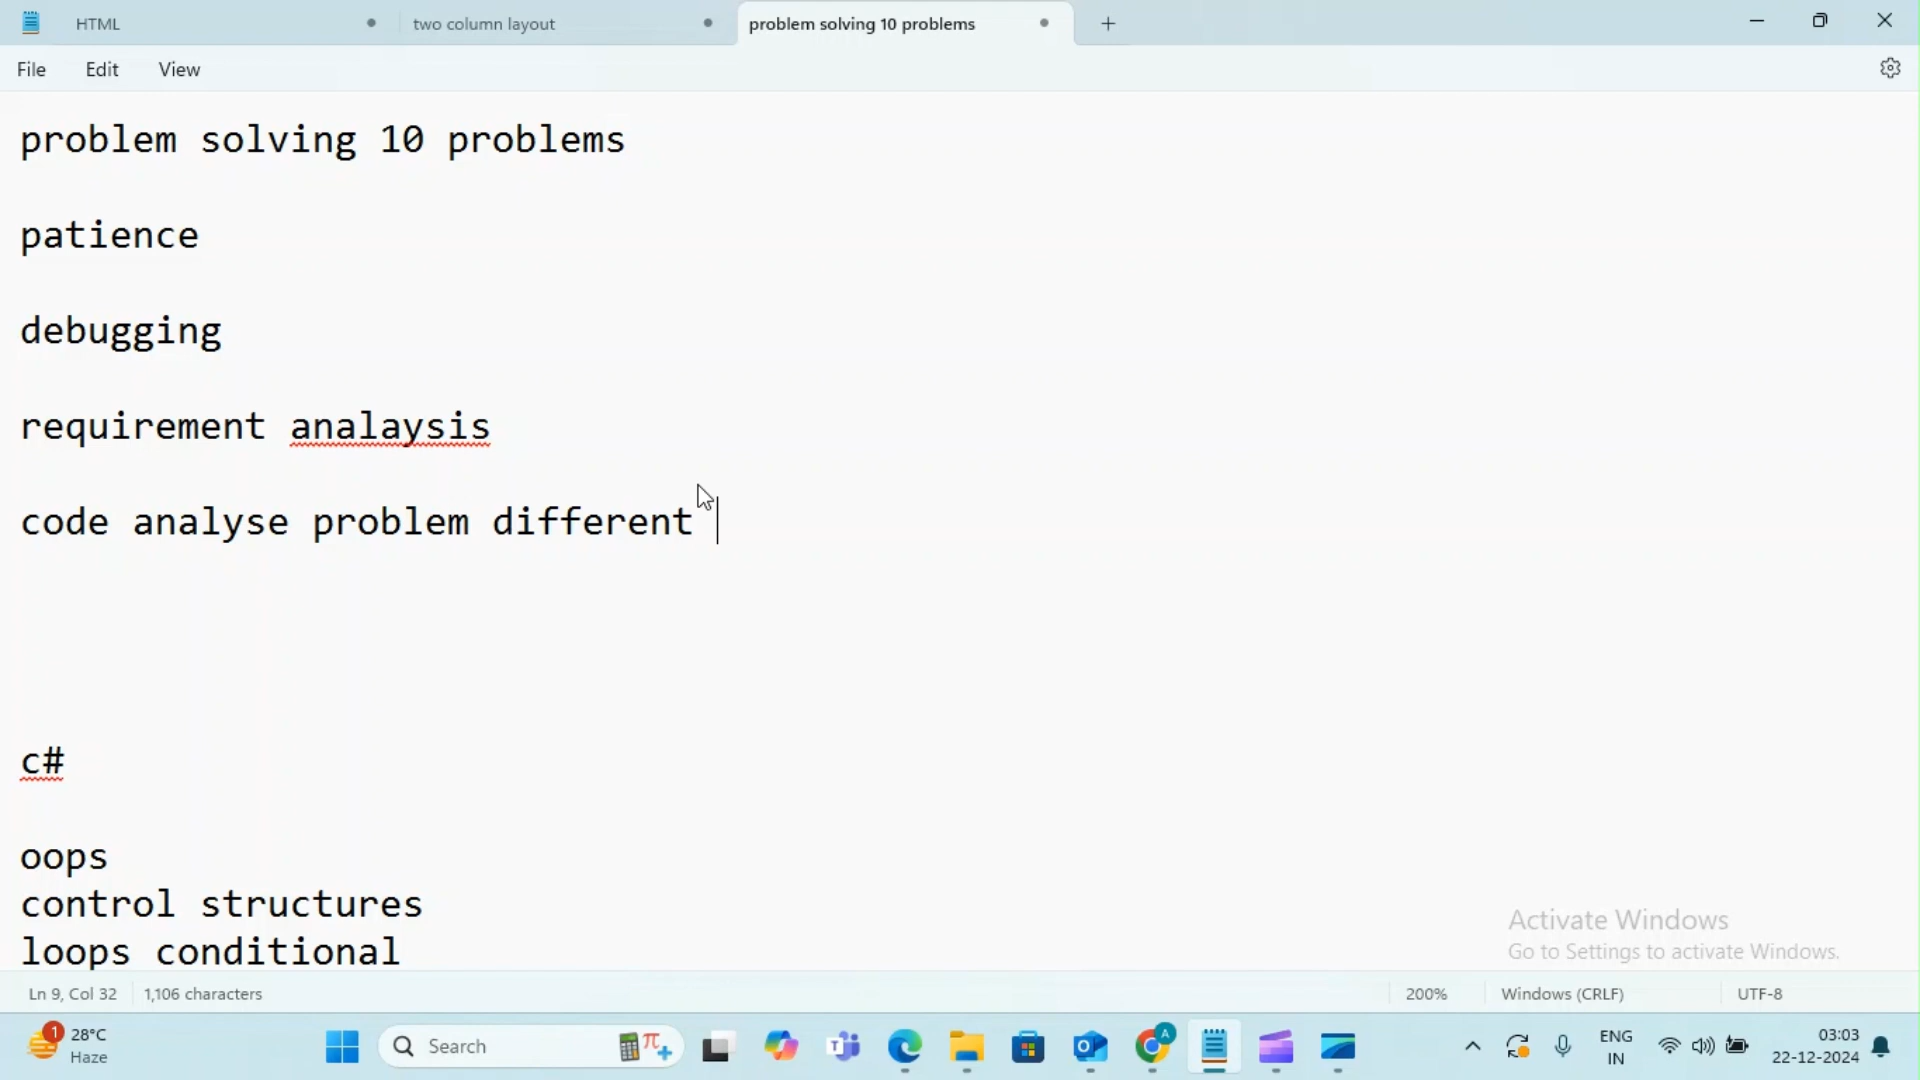 HTML
two column layout
problem solving 10 problems
File Edit View
problem solving 10 problems
patience
debugging
requirement analaysis
code analyse problem different
c#
oops
control structures
loops conditional
Activate Windows
Go to Settings to activate Windows.
Ln 9, Col 32 1,106 characters 200% Windows (CRLF) UTF-8
1 28°C
Haze
Search
A
ENG
IN
03:03
22-12-2024